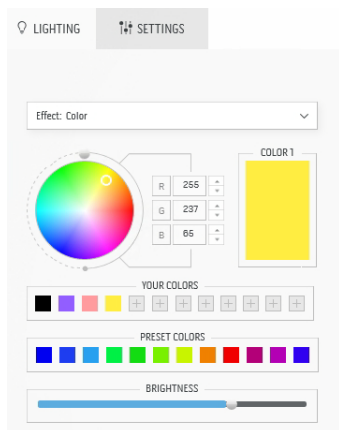 LIGHTING
SETTINGS
Effect: Color
COLOR 1
R 255
G 237
B 65
YOUR COLORS
PRESET COLORS
BRIGHTNESS